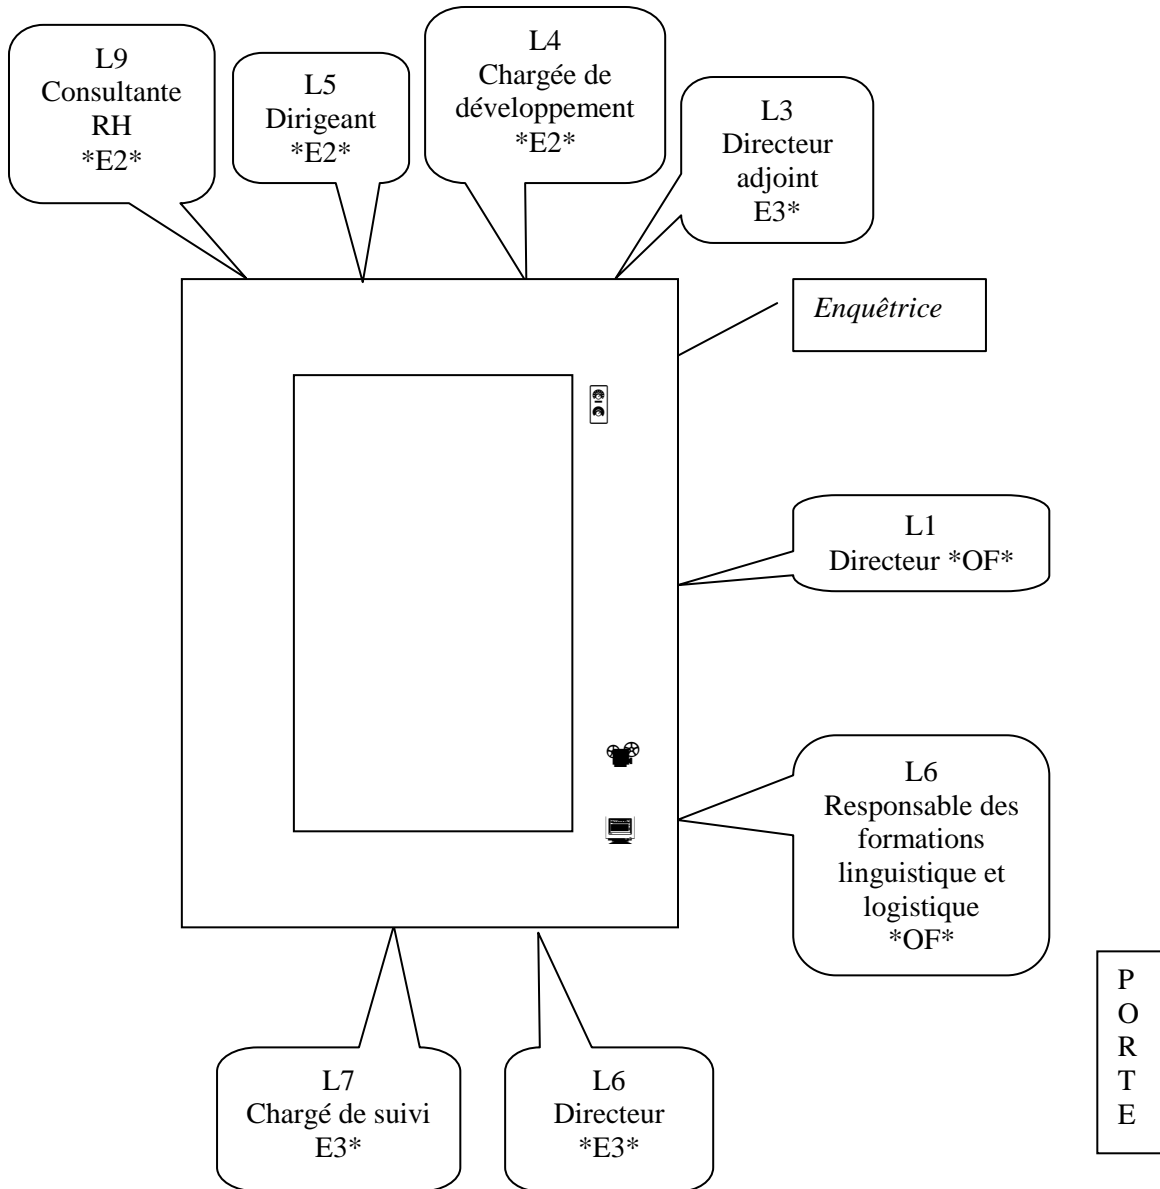 L9
Consultante
RH
*E2*
L5
Dirigeant
*E2*
L4
Chargée de
développement
*E2*
L3
Directeur
adjoint
E3*
Enquêtrice
L1
Directeur *OF*
L6
Responsable des
formations
linguistique et
logistique
*OF*
L7
Chargé de suivi
E3*
L6
Directeur
*E3*
P
O
R
T
E